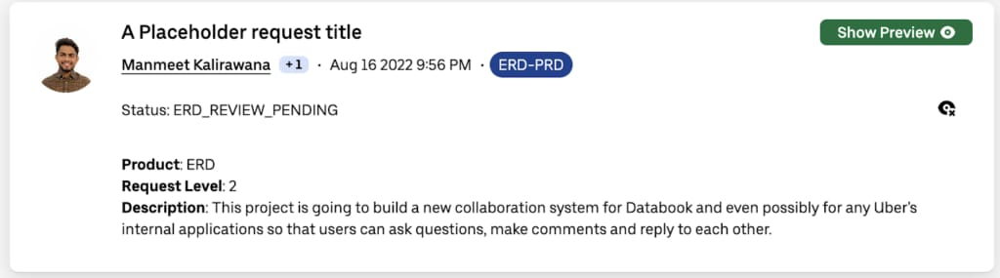 A Placeholder request title
Show Preview
Manmeet Kalirawana +1 · Aug 16 2022 9:56 PM · ERD-PRD
Status: ERD_REVIEW_PENDING
Product: ERD
Request Level: 2
Description: This project is going to build a new collaboration system for Databook and even possibly for any Uber's
internal applications so that users can ask questions, make comments and reply to each other.